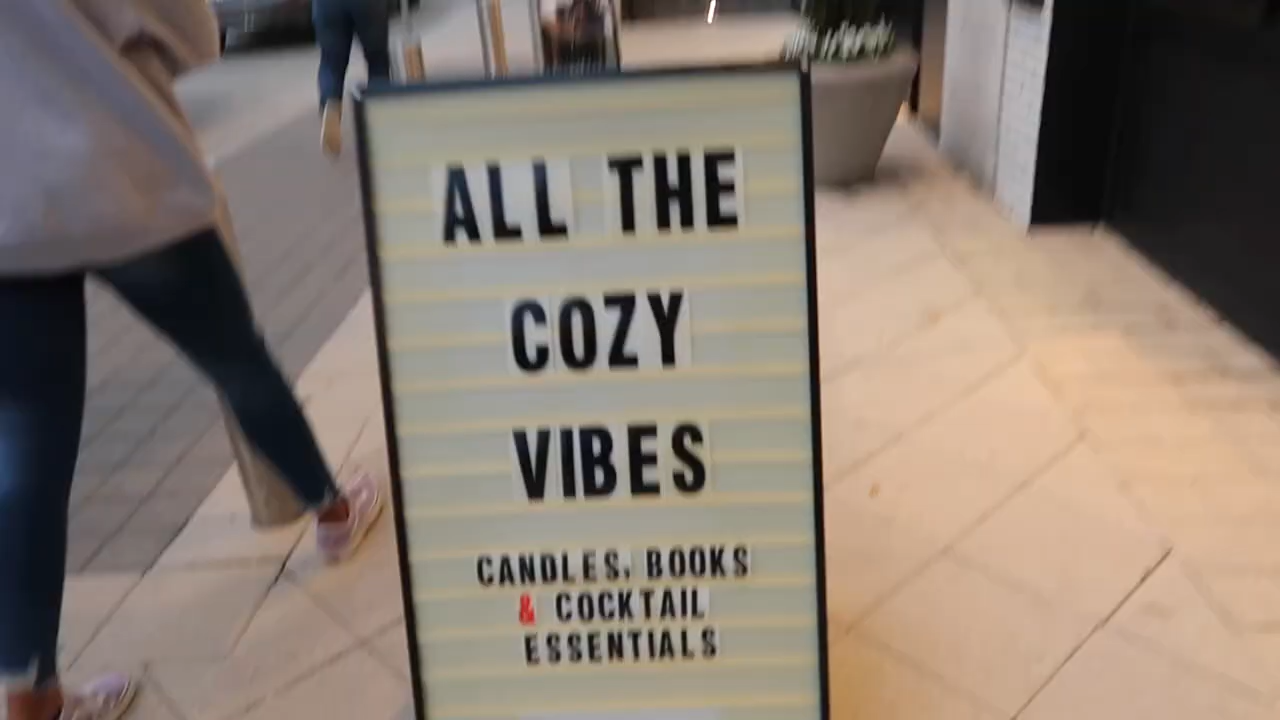 ALL THE
COZY
VIBES
CANDLES, BOOKS
& COCKTAIL
ESSENTIALS